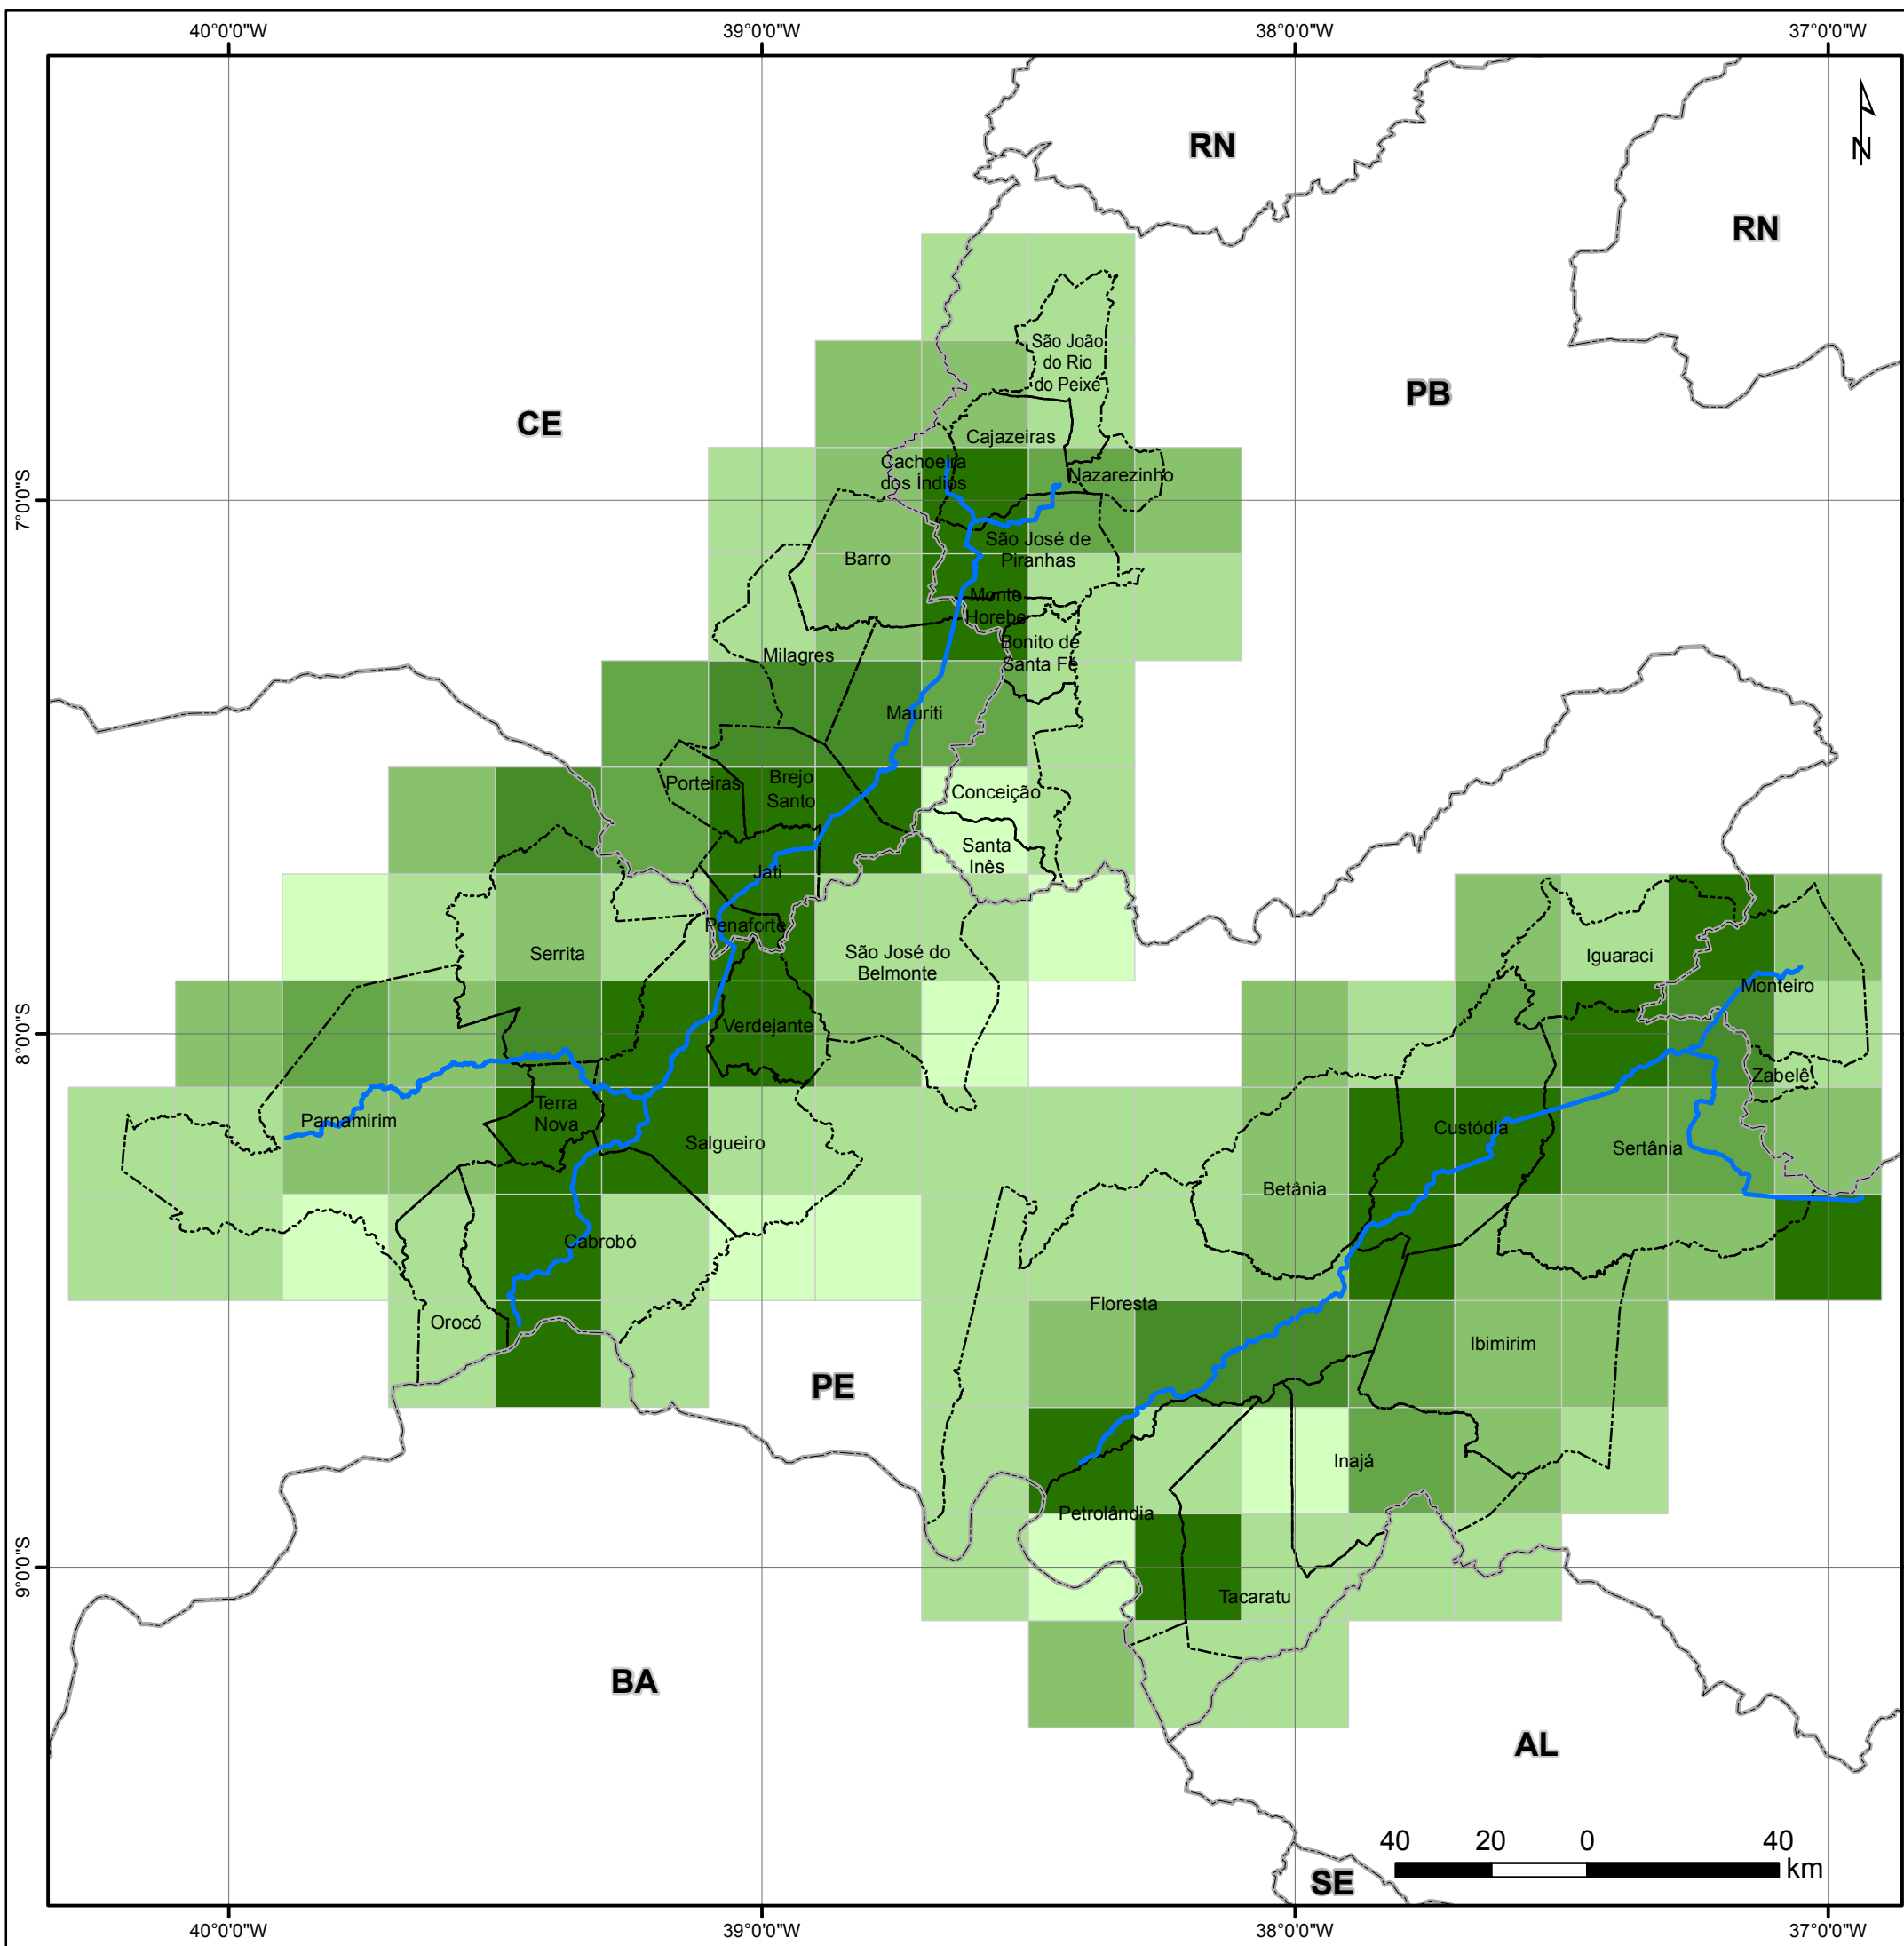 40°0'0"W 39°0'0"W 38°0'0"W 37°0'0"W
N
RN
RN
São João
do Rio
do Peixe
PB
CE
Cajazeiras
Cachoeira
dos Índios
Nazarezinho
7°0'0"S
São José de
Piranhas
Barro
Monte
Horebe
Bonito de
Santa Fé
Milagres
Mauriti
Porteiras
Brejo
Santo
Conceição
Santa
Inês
Jati
Penaforte
Serrita
São José do
Belmonte
Iguaraci
Monteiro
8°0'0"S
Verdejante
Zabelê
Terra
Nova
Parnamirim
Salgueiro
Custódia
Sertânia
Betânia
Cabrobó
Floresta
Orocó
Ibimirim
PE
Inajá
Petrolândia
9°0'0"S
Tacaratu
BA
AL
40 20 0 40
km
SE
40°0'0"W 39°0'0"W 38°0'0"W 37°0'0"W